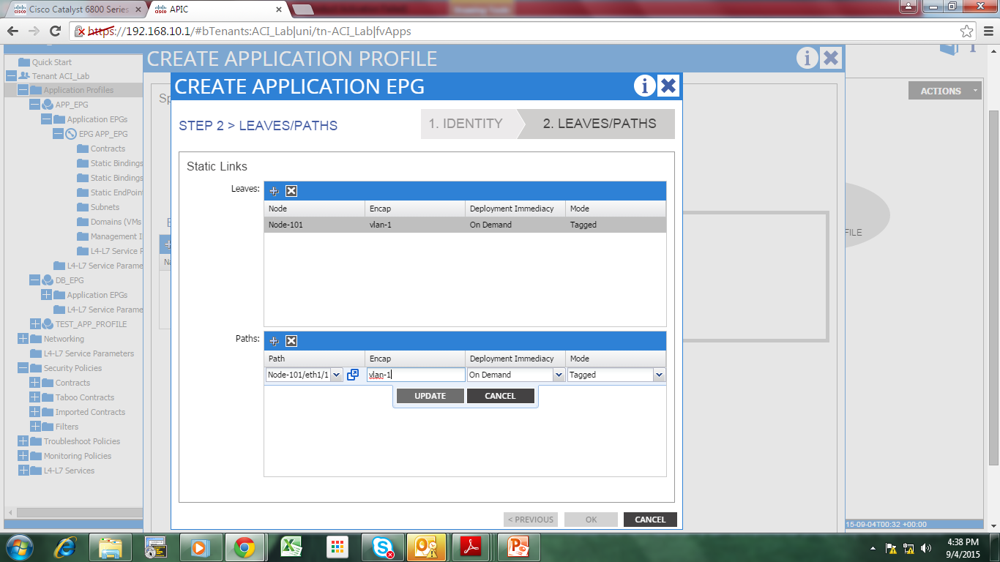 Cisco Catalyst 6800 Series
APIC
https://192.168.10.1/#bTenants:ACI_Lab|uni/tn-ACI_Lab|fvApps
Quick Start
Tenant ACI_Lab
Application Profiles
APP_EPG
Application EPGs
EPG APP_EPG
Contracts
Static Bindings
Static Bindings
Static EndPoin
Subnets
Domains (VMs
Management I
L4-L7 Service P
L4-L7 Service Parame
DB_EPG
Application EPGs
L4-L7 Service Parame
TEST_APP_PROFILE
Networking
L4-L7 Service Parameters
Security Policies
Contracts
Taboo Contracts
Imported Contracts
Filters
Troubleshoot Policies
Monitoring Policies
L4-L7 Services
CREATE APPLICATION PROFILE
i
ACTIONS
Sp
Na
FILE
CREATE APPLICATION EPG
i
STEP 2 > LEAVES/PATHS
1. IDENTITY
2. LEAVES/PATHS
Static Links
Leaves:
Node Encap Deployment Immediacy Mode
Node-101 vlan-1 On Demand Tagged
Paths:
Path Encap Deployment Immediacy Mode
Node-101/eth1/1 vlan-1 On Demand Tagged
UPDATE CANCEL
< PREVIOUS OK CANCEL
15-09-04T00:32 +00:00
4:38 PM
9/4/2015